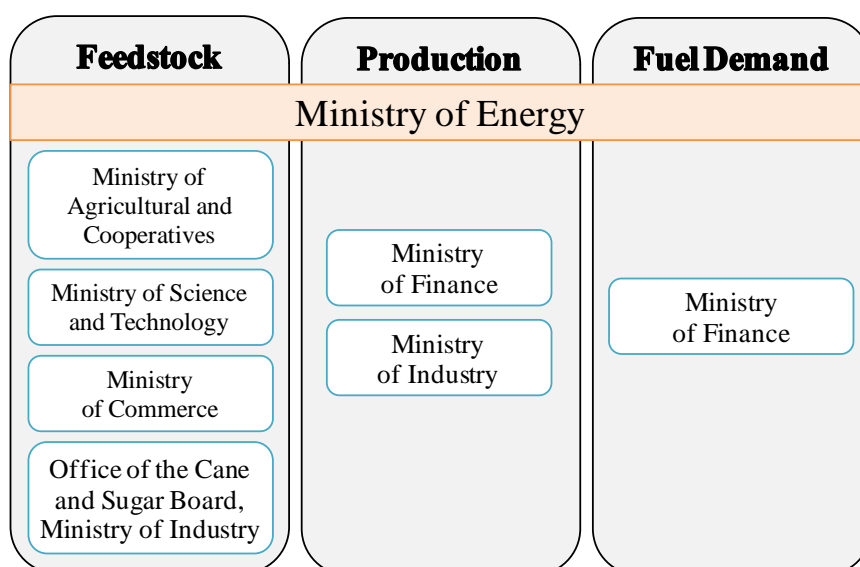 Feedstock
Production
Fuel Demand
Ministry of Energy
Ministry of
Agricultural and
Cooperatives
Ministry of Science
and Technology
Ministry
of Commerce
Office of the Cane
and Sugar Board,
Ministry of Industry
Ministry
of Finance
Ministry
of Industry
Ministry
of Finance